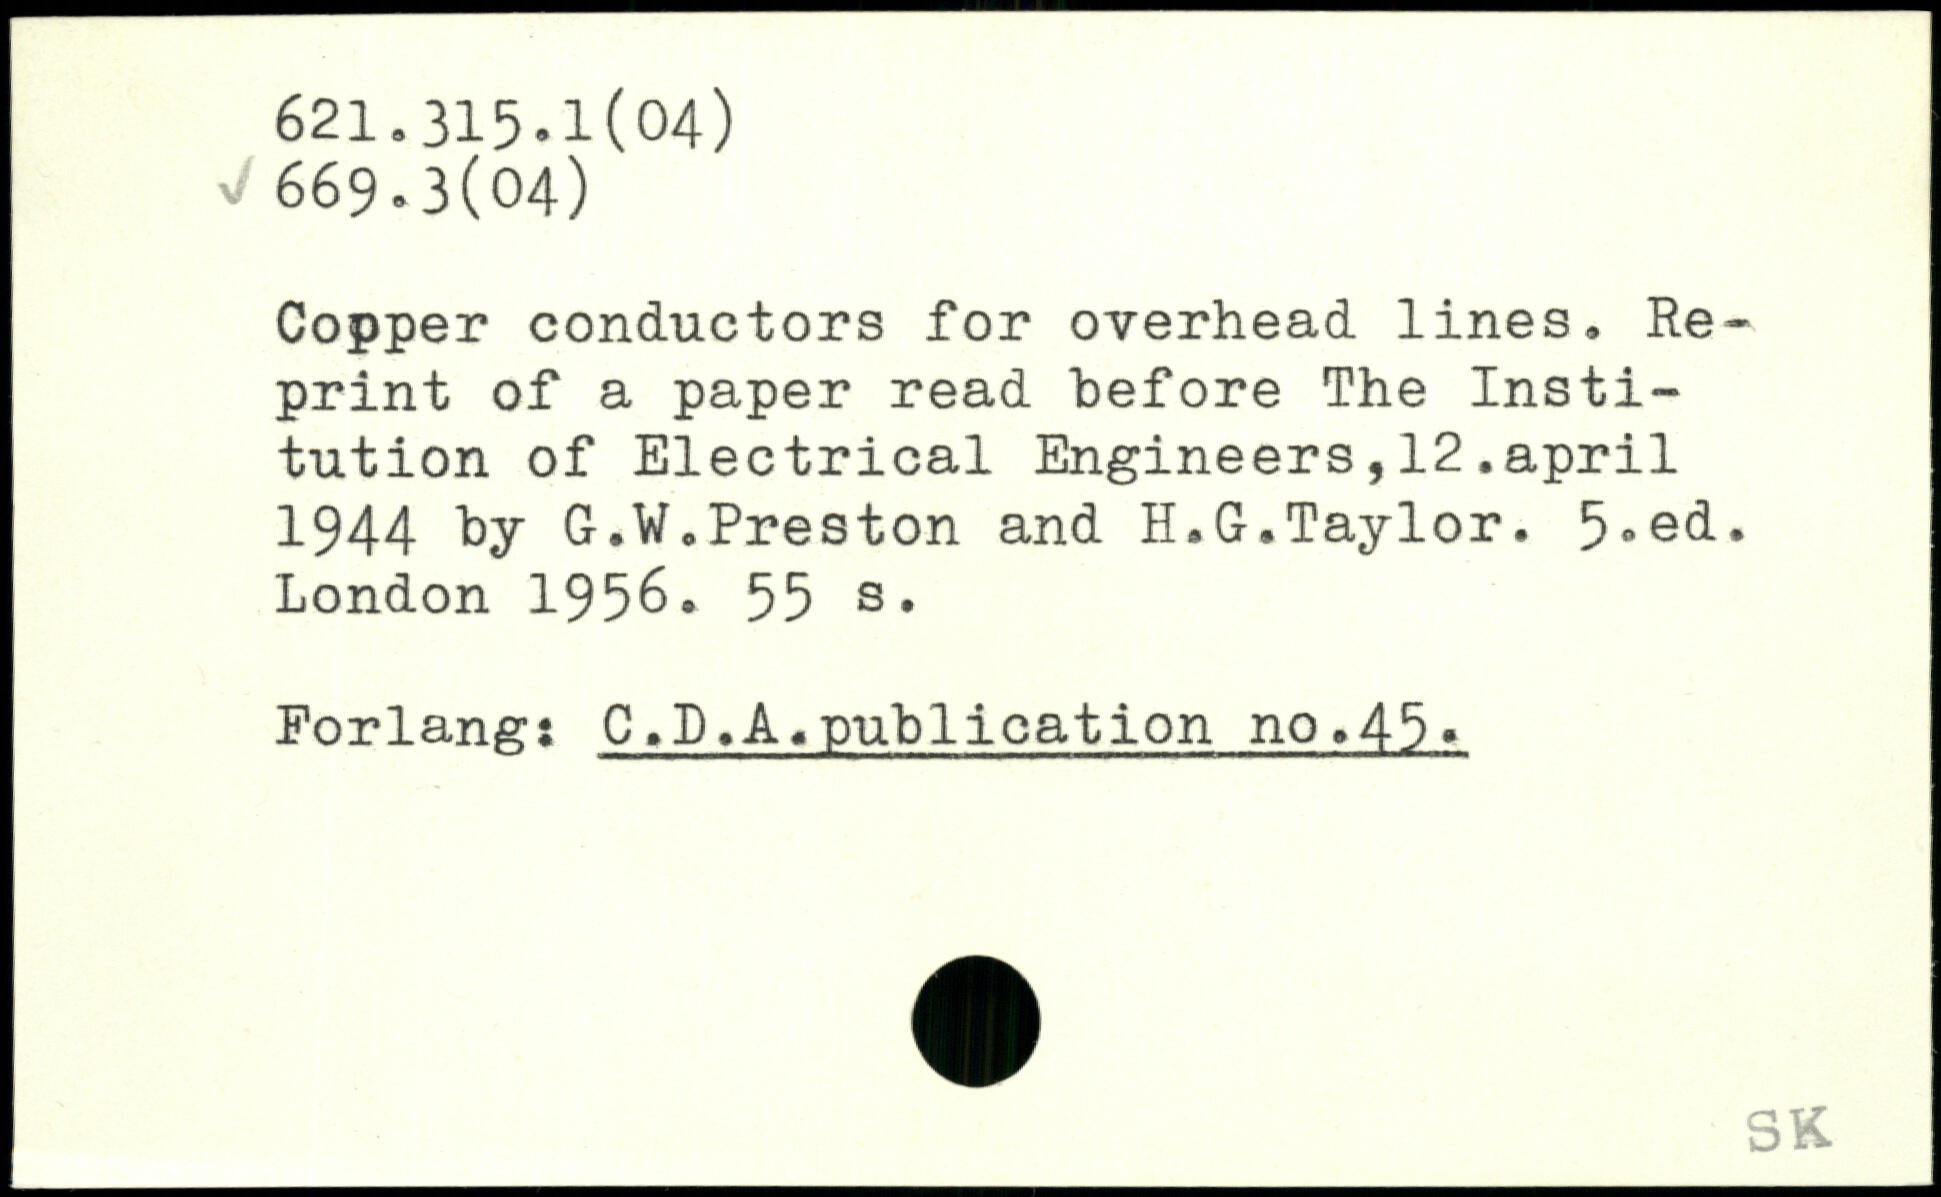 621.315.1(04)
✓ 669.3(04)
Copper conductors for overhead lines. Re-
print of a paper read before The Insti-
tution of Electrical Engineers,12.april
1944 by G.W.Preston and H.G.Taylor. 5.ed.
London 1956. 55 s.
Forlang: C.D.A.publication no.45.
SK